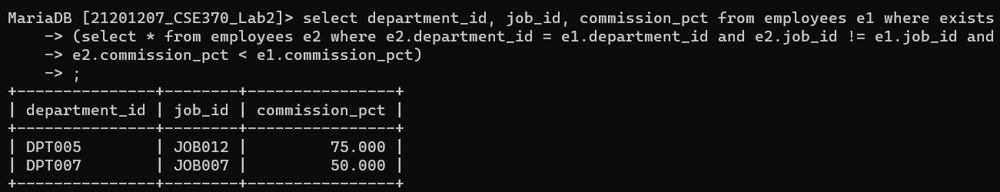 MariaDB [21201207_CSE370_Lab2]> select department_id, job_id, commission_pct from employees e1 where exists
    -> (select * from employees e2 where e2.department_id = e1.department_id and e2.job_id != e1.job_id and
    -> e2.commission_pct < e1.commission_pct)
    -> ;
+---------------+--------+----------------+
| department_id | job_id | commission_pct |
+---------------+--------+----------------+
| DPT005        | JOB012 |         75.000 |
| DPT007        | JOB007 |         50.000 |
+---------------+--------+----------------+